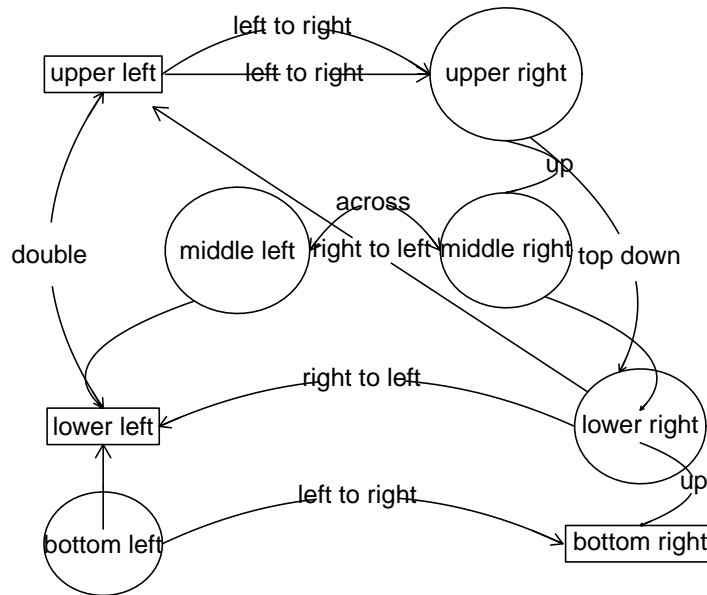 left to right
upper left
left to right
upper right
up
across
double
middle left
right to left
middle right
top down
right to left
lower left
lower right
up
left to right
bottom left
bottom right